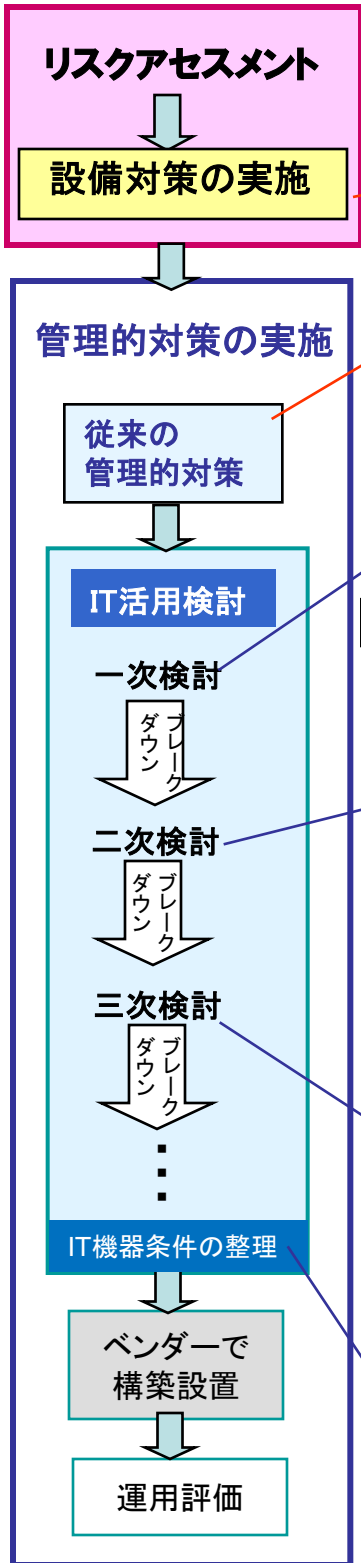 リスクアセスメント
設備対策の実施
管理的対策の実施
従来の
管理的対策
IT活用検討
一次検討
ブレーク
ダウン
二次検討
ブレーク
ダウン
三次検討
ブレーク
ダウン
IT機器条件の整理
ベンダーで
構築設置
運用評価